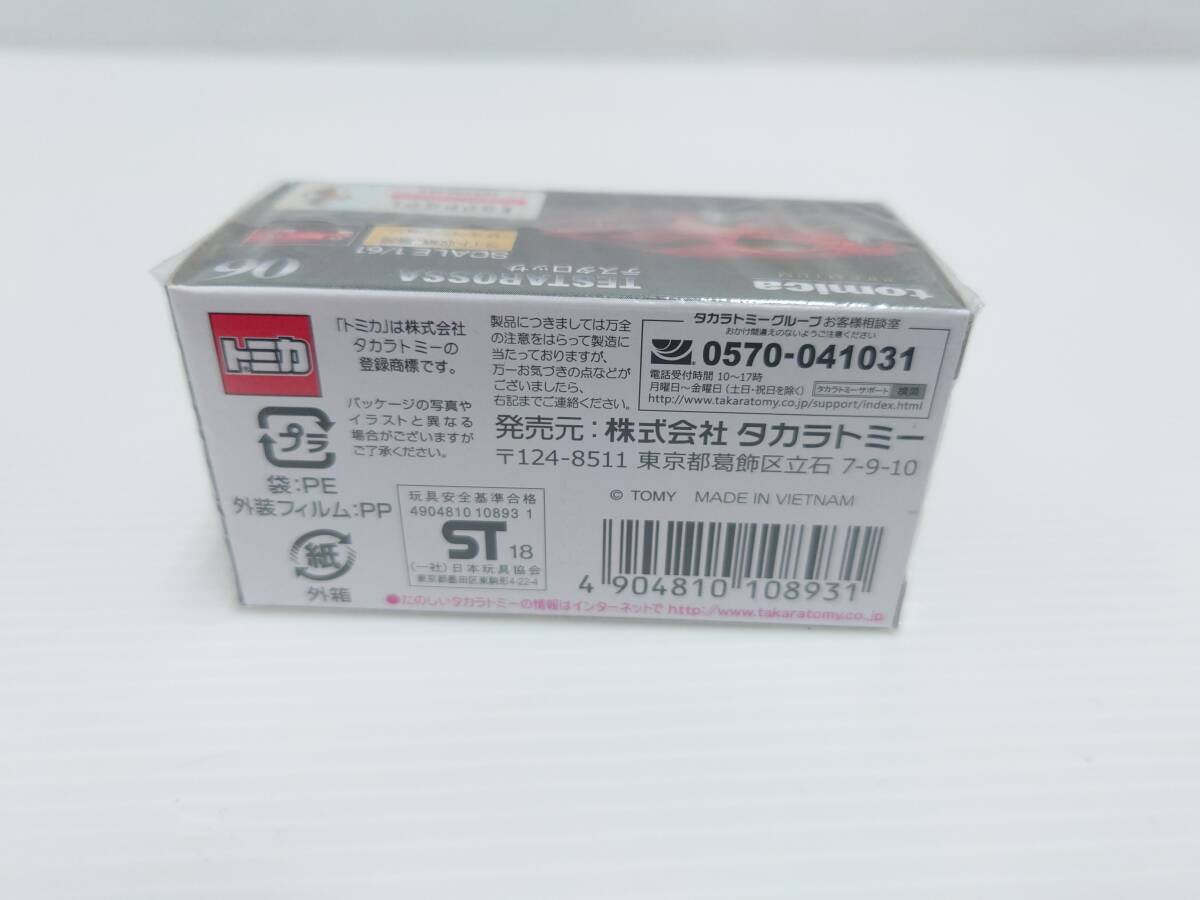 tomica
TESTAROSSA
テスタロッサ
06
SCALE 1/61
トミカ
「トミカ」は株式会社
タカラトミーの
登録商標です。
パッケージの写真や
イラストと異なる
場合がございますが
ご了承ください。
プラ
袋:PE
外装フィルム:PP
紙
外箱
製品につきましては万全
の注意をはらって製造に
当たっておりますが、
万一お気づきの点などが
ございましたら、
右記までご連絡ください。
タカラトミーグループお客様相談室
おかけ間違えのないようご注意ください
0570-041031
電話受付時間 10〜17時
月曜日〜金曜日(土日・祝日を除く) タカラトミーサポート 検索
http://www.takaratomy.co.jp/support/index.html
発売元:株式会社 タカラトミー
〒124-8511 東京都葛飾区立石 7-9-10
© TOMY MADE IN VIETNAM
玩具安全基準合格
4904810 10893 1
ST 18
(一社)日本玩具協会
東京都墨田区東駒形4-22-4
4 904810 108931
●たのしいタカラトミーの情報はインターネットで http://www.takaratomy.co.jp